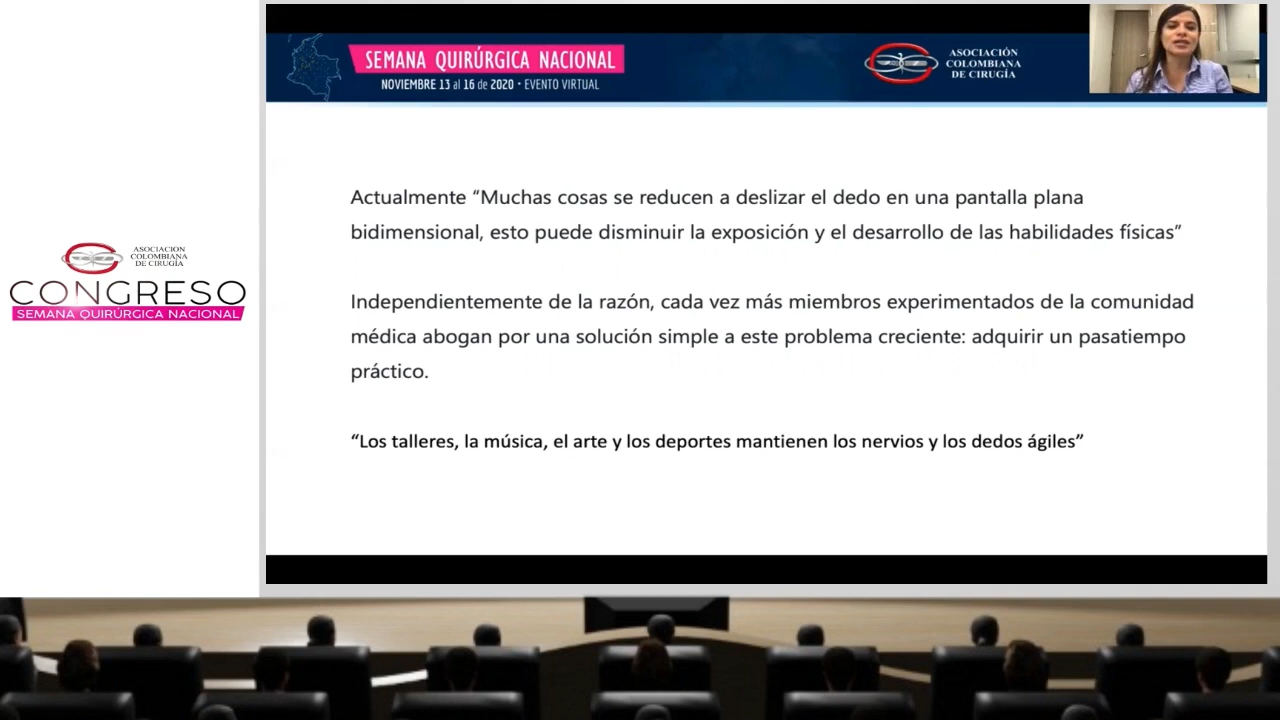 SEMANA QUIRÚRGICA NACIONAL
NOVIEMBRE 13 al 16 de 2020 • EVENTO VIRTUAL
ASOCIACIÓN
COLOMBIANA
DE CIRUGÍA
Actualmente “Muchas cosas se reducen a deslizar el dedo en una pantalla plana
bidimensional, esto puede disminuir la exposición y el desarrollo de las habilidades físicas”
Independientemente de la razón, cada vez más miembros experimentados de la comunidad
médica abogan por una solución simple a este problema creciente: adquirir un pasatiempo
práctico.
“Los talleres, la música, el arte y los deportes mantienen los nervios y los dedos ágiles”
ASOCIACIÓN
COLOMBIANA
DE CIRUGÍA
CONGRESO
SEMANA QUIRÚRGICA NACIONAL